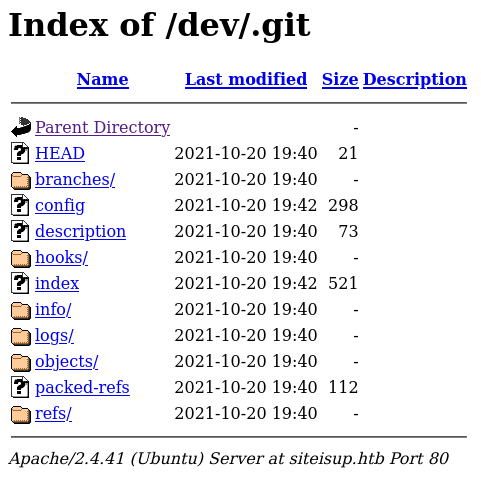 Index of /dev/.git
Name Last modified Size Description
Parent Directory -
HEAD 2021-10-20 19:40 21
branches/ 2021-10-20 19:40 -
config 2021-10-20 19:42 298
description 2021-10-20 19:40 73
hooks/ 2021-10-20 19:40 -
index 2021-10-20 19:42 521
info/ 2021-10-20 19:40 -
logs/ 2021-10-20 19:40 -
objects/ 2021-10-20 19:40 -
packed-refs 2021-10-20 19:40 112
refs/ 2021-10-20 19:40 -
Apache/2.4.41 (Ubuntu) Server at siteisup.htb Port 80